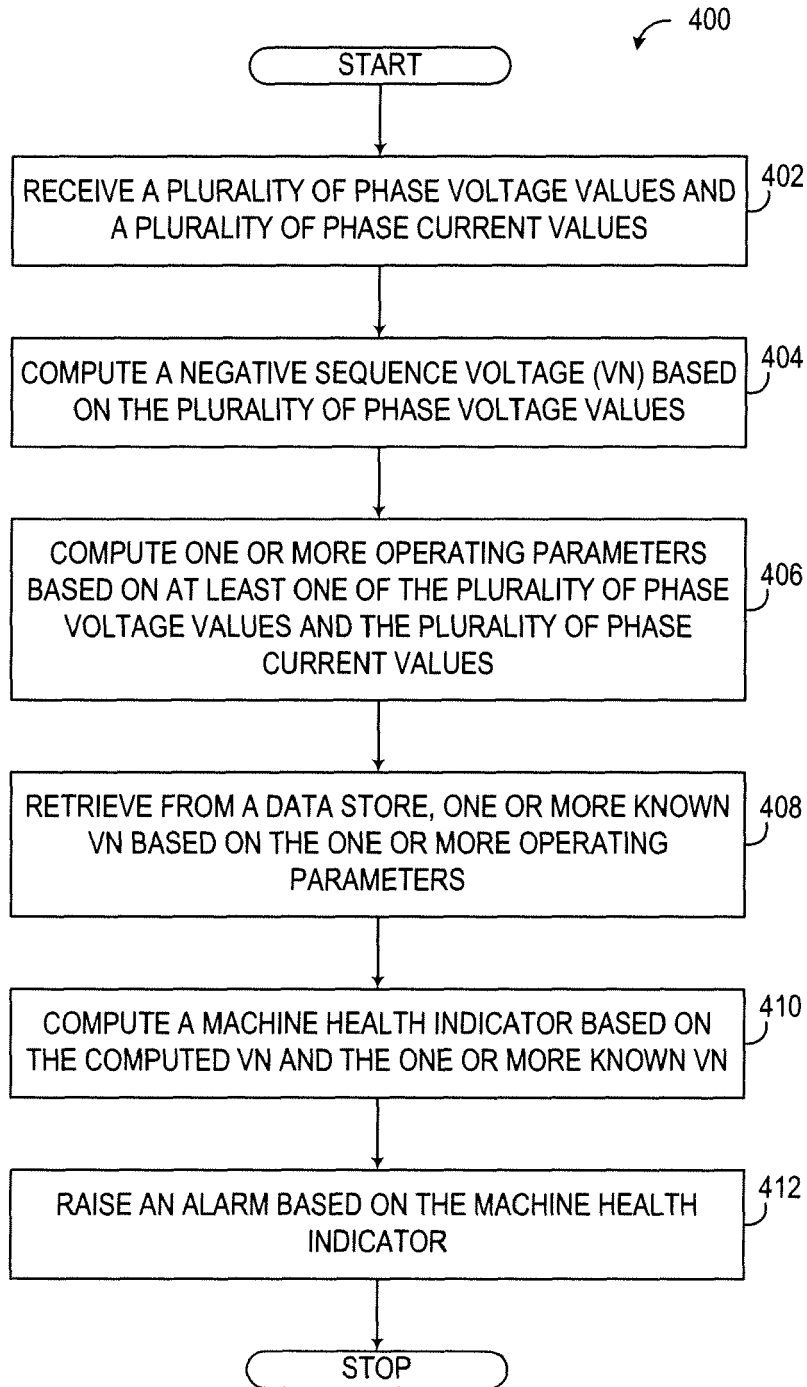 400
START
RECEIVE A PLURALITY OF PHASE VOLTAGE VALUES AND
A PLURALITY OF PHASE CURRENT VALUES
402
COMPUTE A NEGATIVE SEQUENCE VOLTAGE (VN) BASED
ON THE PLURALITY OF PHASE VOLTAGE VALUES
404
COMPUTE ONE OR MORE OPERATING PARAMETERS
BASED ON AT LEAST ONE OF THE PLURALITY OF PHASE
VOLTAGE VALUES AND THE PLURALITY OF PHASE
CURRENT VALUES
406
RETRIEVE FROM A DATA STORE, ONE OR MORE KNOWN
VN BASED ON THE ONE OR MORE OPERATING
PARAMETERS
408
COMPUTE A MACHINE HEALTH INDICATOR BASED ON
THE COMPUTED VN AND THE ONE OR MORE KNOWN VN
410
RAISE AN ALARM BASED ON THE MACHINE HEALTH
INDICATOR
412
STOP